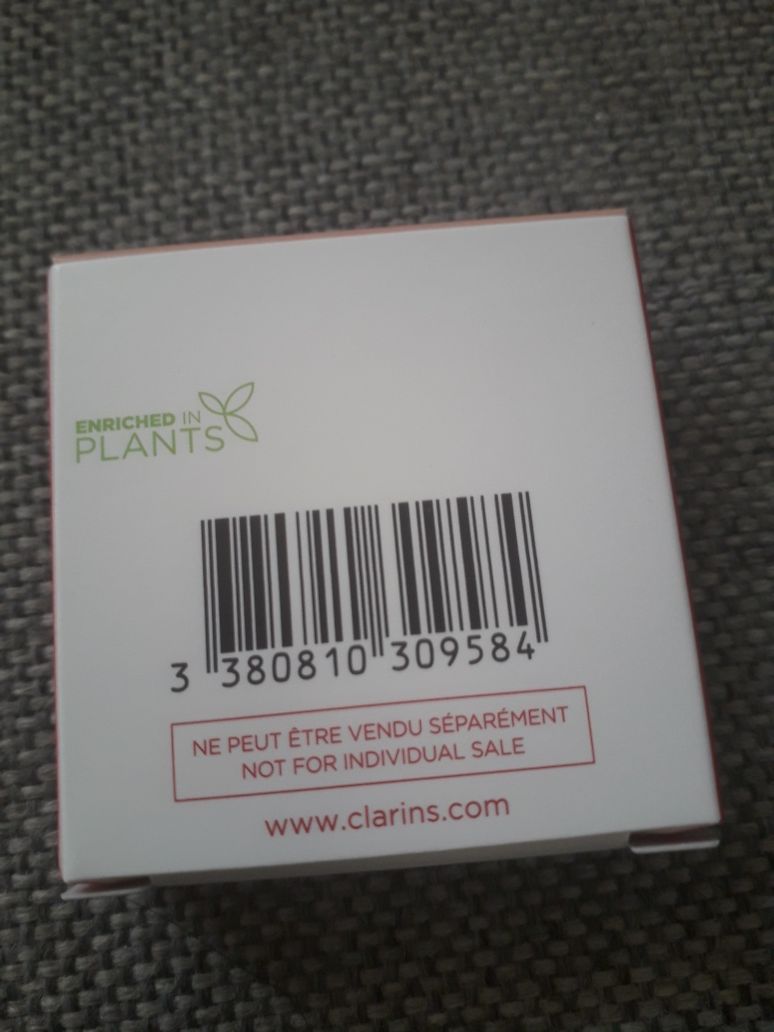 ENRICHED IN
PLANTS
3 380810 309584
NE PEUT ÊTRE VENDU SÉPARÉMENT
NOT FOR INDIVIDUAL SALE
www.clarins.com